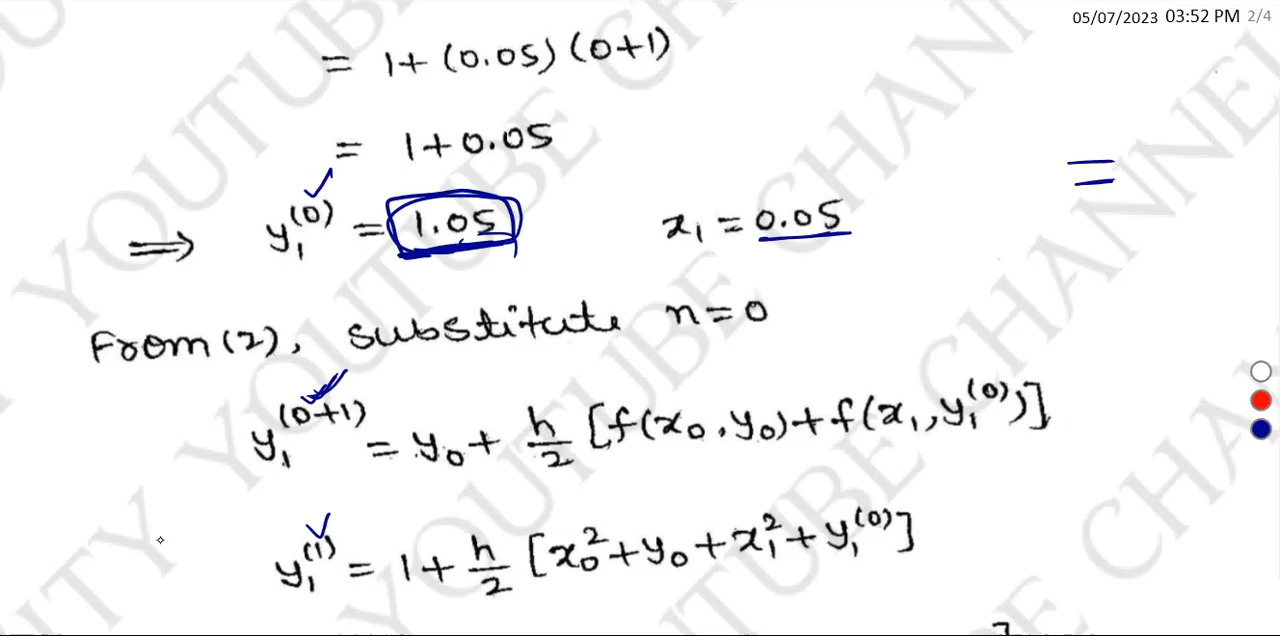 05/07/2023 03:52 PM 2/4
= 1+(0.05)(0+1)
= 1+0.05
⟹ y₁⁽⁰⁾ = 1.05 x₁ = 0.05
From (2), substitute n=0
y₁⁽⁰⁺¹⁾ = y₀ + h/2 [f(x₀,y₀)+f(x₁,y₁⁽⁰⁾)]
y₁⁽¹⁾ = 1+ h/2 [x₀²+y₀+x₁²+y₁⁽⁰⁾]
YOUTUBE CHANNEL